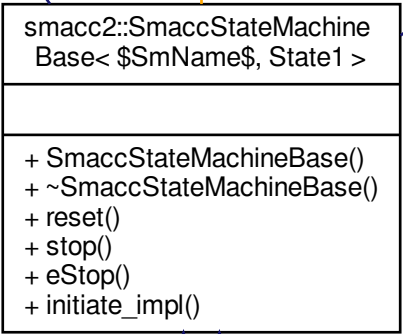 smacc2::SmaccStateMachine
Base< $SmName$, State1 >
+ SmaccStateMachineBase()
+ ~SmaccStateMachineBase()
+ reset()
+ stop()
+ eStop()
+ initiate_impl()